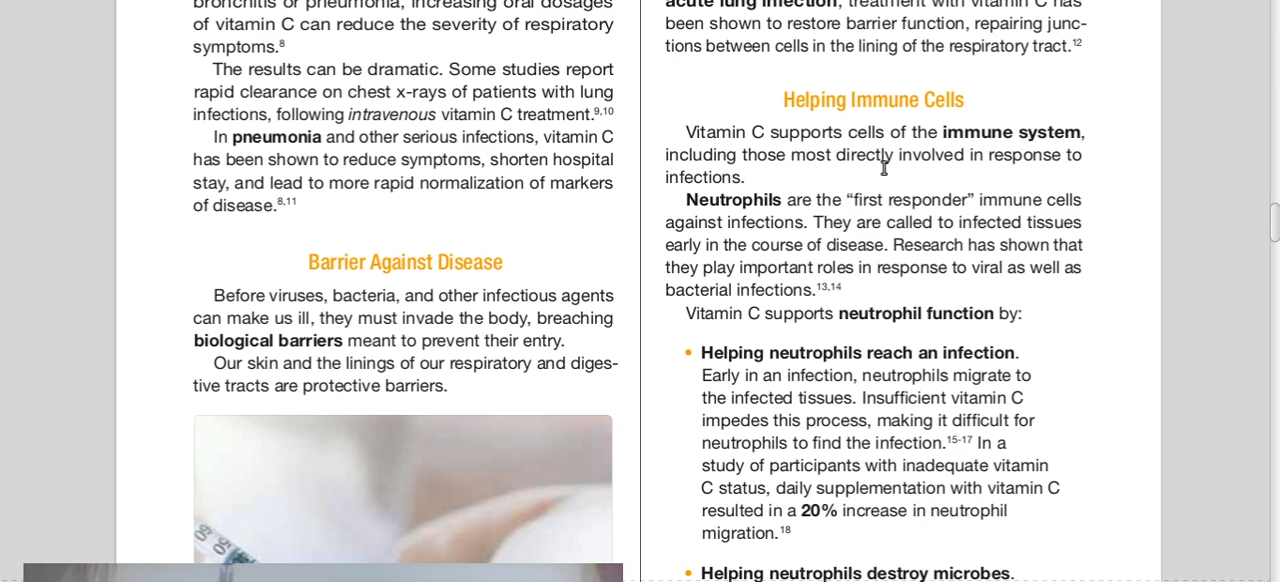 bronchitis or pneumonia, increasing oral dosages
of vitamin C can reduce the severity of respiratory
symptoms.8
The results can be dramatic. Some studies report
rapid clearance on chest x-rays of patients with lung
infections, following intravenous vitamin C treatment.9,10
In pneumonia and other serious infections, vitamin C
has been shown to reduce symptoms, shorten hospital
stay, and lead to more rapid normalization of markers
of disease.8,11
Barrier Against Disease
Before viruses, bacteria, and other infectious agents
can make us ill, they must invade the body, breaching
biological barriers meant to prevent their entry.
Our skin and the linings of our respiratory and diges-
tive tracts are protective barriers.
60
50
acute lung infection, treatment with vitamin C has
been shown to restore barrier function, repairing junc-
tions between cells in the lining of the respiratory tract.12
Helping Immune Cells
Vitamin C supports cells of the immune system,
including those most directly involved in response to
infections.
Neutrophils are the “first responder” immune cells
against infections. They are called to infected tissues
early in the course of disease. Research has shown that
they play important roles in response to viral as well as
bacterial infections.13,14
Vitamin C supports neutrophil function by:
• Helping neutrophils reach an infection.
Early in an infection, neutrophils migrate to
the infected tissues. Insufficient vitamin C
impedes this process, making it difficult for
neutrophils to find the infection.15-17 In a
study of participants with inadequate vitamin
C status, daily supplementation with vitamin C
resulted in a 20% increase in neutrophil
migration.18
• Helping neutrophils destroy microbes.